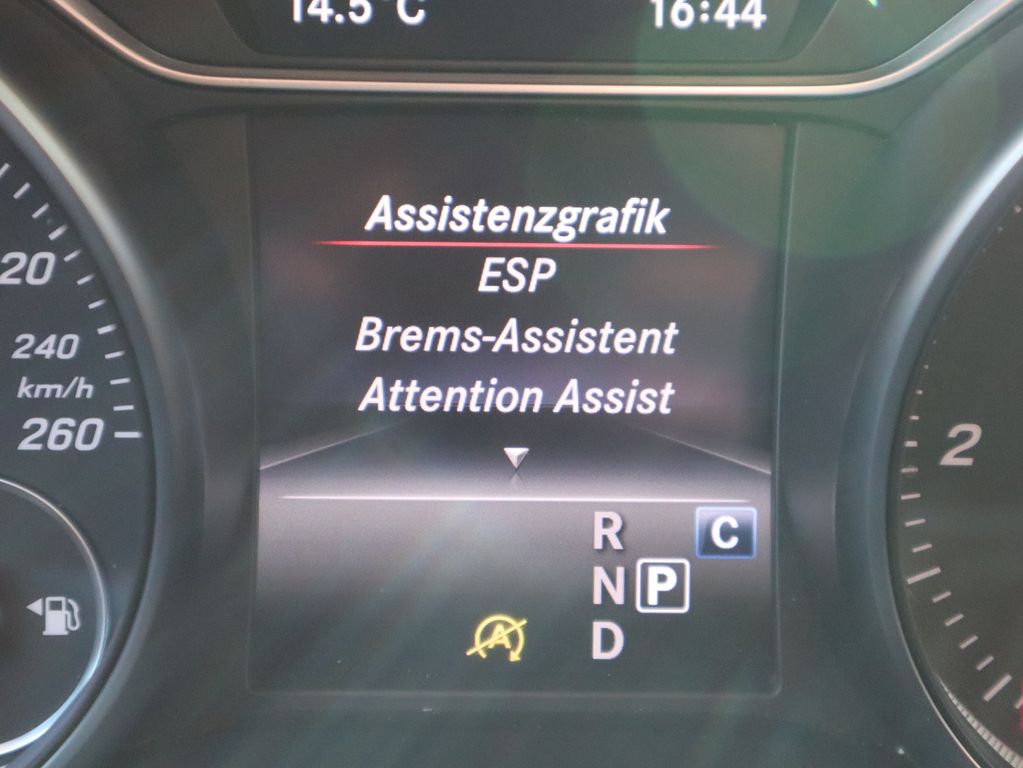 14.5 °C 16:44
Assistenzgrafik
ESP
Brems-Assistent
Attention Assist
20
240
km/h
260
2
R C
N P
D
A